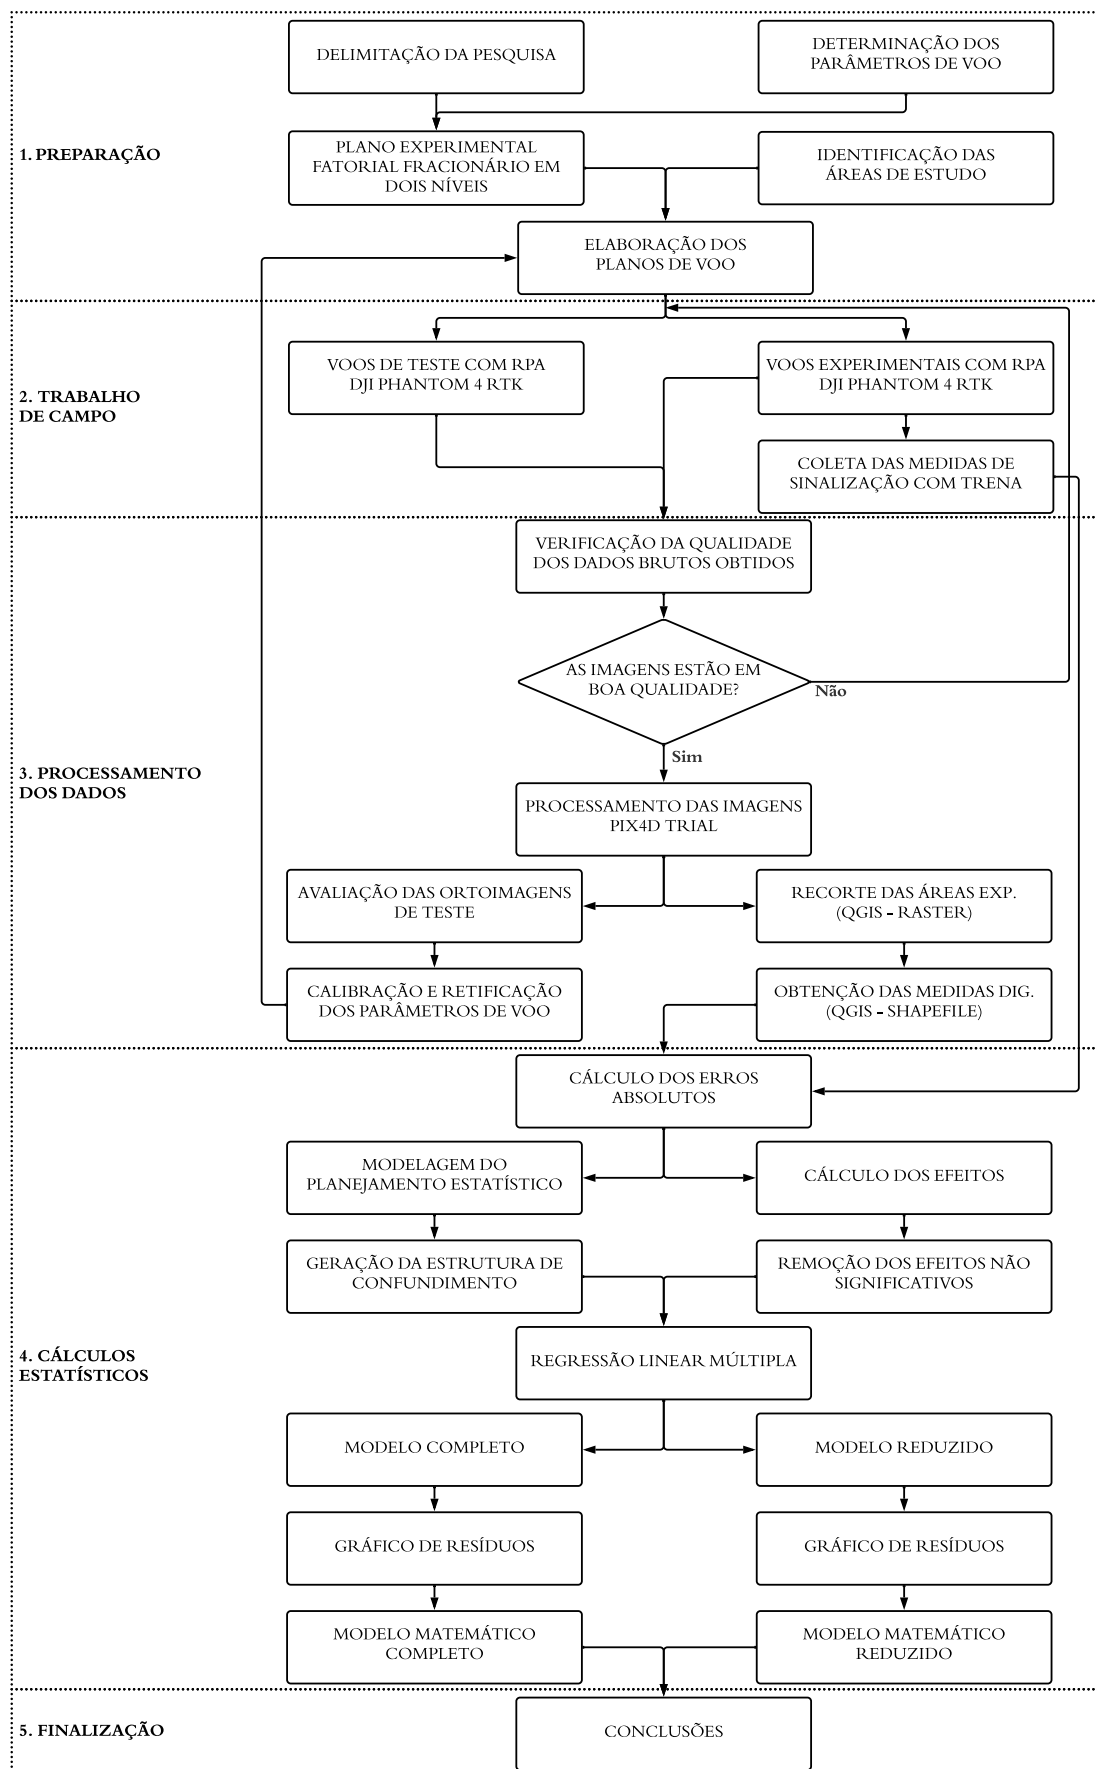 DELIMITAÇÃO DA PESQUISA
DETERMINAÇÃO DOS
PARÂMETROS DE VOO
1. PREPARAÇÃO
PLANO EXPERIMENTAL
FATORIAL FRACIONÁRIO EM
DOIS NÍVEIS
IDENTIFICAÇÃO DAS
ÁREAS DE ESTUDO
ELABORAÇÃO DOS
PLANOS DE VOO
2. TRABALHO
DE CAMPO
VOOS DE TESTE COM RPA
DJI PHANTOM 4 RTK
VOOS EXPERIMENTAIS COM RPA
DJI PHANTOM 4 RTK
COLETA DAS MEDIDAS DE
SINALIZAÇÃO COM TRENA
VERIFICAÇÃO DA QUALIDADE
DOS DADOS BRUTOS OBTIDOS
AS IMAGENS ESTÃO EM
BOA QUALIDADE?
Não
Sim
3. PROCESSAMENTO
DOS DADOS
PROCESSAMENTO DAS IMAGENS
PIX4D TRIAL
AVALIAÇÃO DAS ORTOIMAGENS
DE TESTE
RECORTE DAS ÁREAS EXP.
(QGIS - RASTER)
CALIBRAÇÃO E RETIFICAÇÃO
DOS PARÂMETROS DE VOO
OBTENÇÃO DAS MEDIDAS DIG.
(QGIS - SHAPEFILE)
CÁLCULO DOS ERROS
ABSOLUTOS
MODELAGEM DO
PLANEJAMENTO ESTATÍSTICO
CÁLCULO DOS EFEITOS
GERAÇÃO DA ESTRUTURA DE
CONFUNDIMENTO
REMOÇÃO DOS EFEITOS NÃO
SIGNIFICATIVOS
4. CÁLCULOS
ESTATÍSTICOS
REGRESSÃO LINEAR MÚLTIPLA
MODELO COMPLETO
MODELO REDUZIDO
GRÁFICO DE RESÍDUOS
GRÁFICO DE RESÍDUOS
MODELO MATEMÁTICO
COMPLETO
MODELO MATEMÁTICO
REDUZIDO
5. FINALIZAÇÃO
CONCLUSÕES